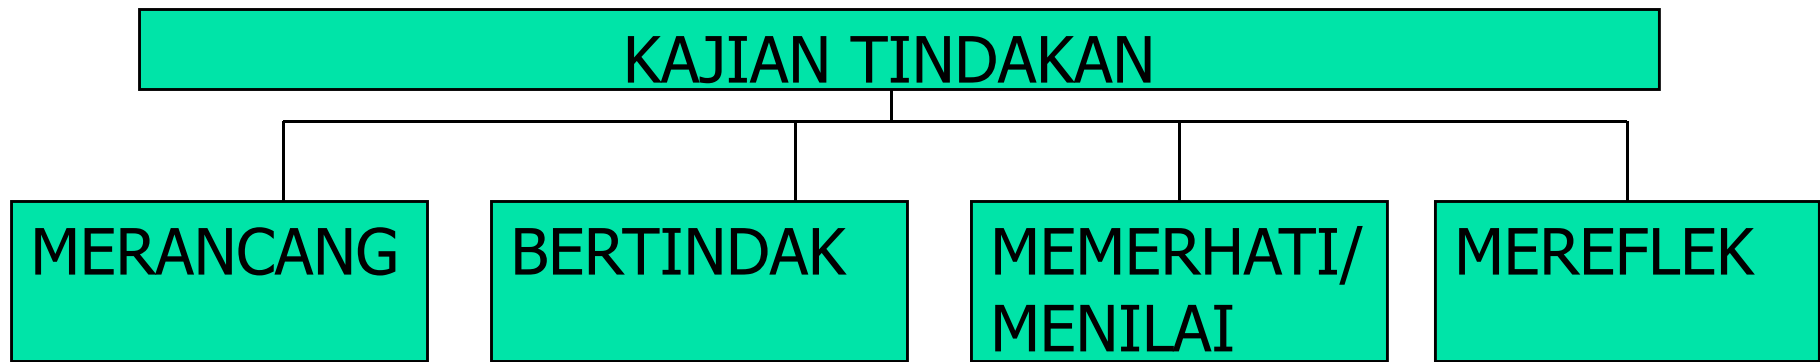 KAJIAN TINDAKAN
MERANCANG
BERTINDAK
MEMERHATI/
MENILAI
MEREFLEK